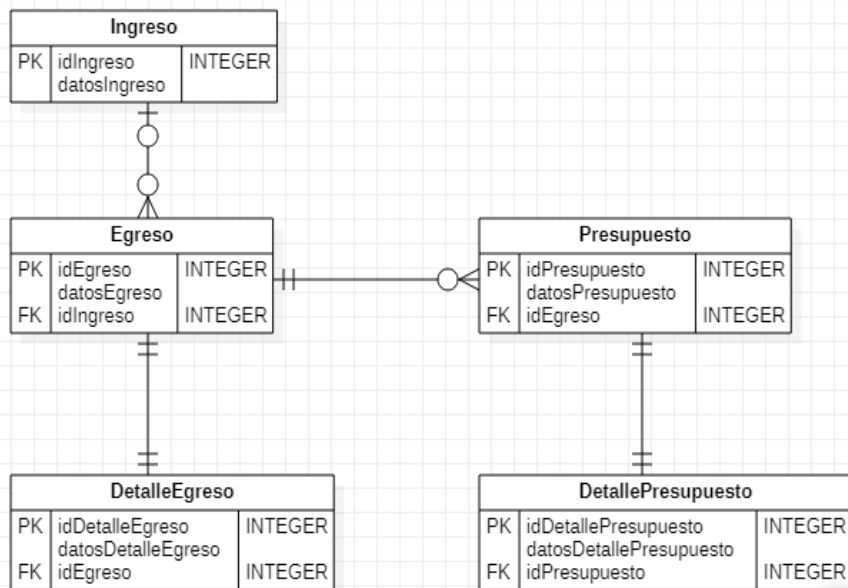 Ingreso
PK idIngreso INTEGER
datosIngreso
Egreso
PK idEgreso INTEGER
datosEgreso
FK idIngreso INTEGER
Presupuesto
PK idPresupuesto INTEGER
datosPresupuesto
FK idEgreso INTEGER
DetalleEgreso
PK idDetalleEgreso INTEGER
datosDetalleEgreso
FK idEgreso INTEGER
DetallePresupuesto
PK idDetallePresupuesto INTEGER
datosDetallePresupuesto
FK idPresupuesto INTEGER